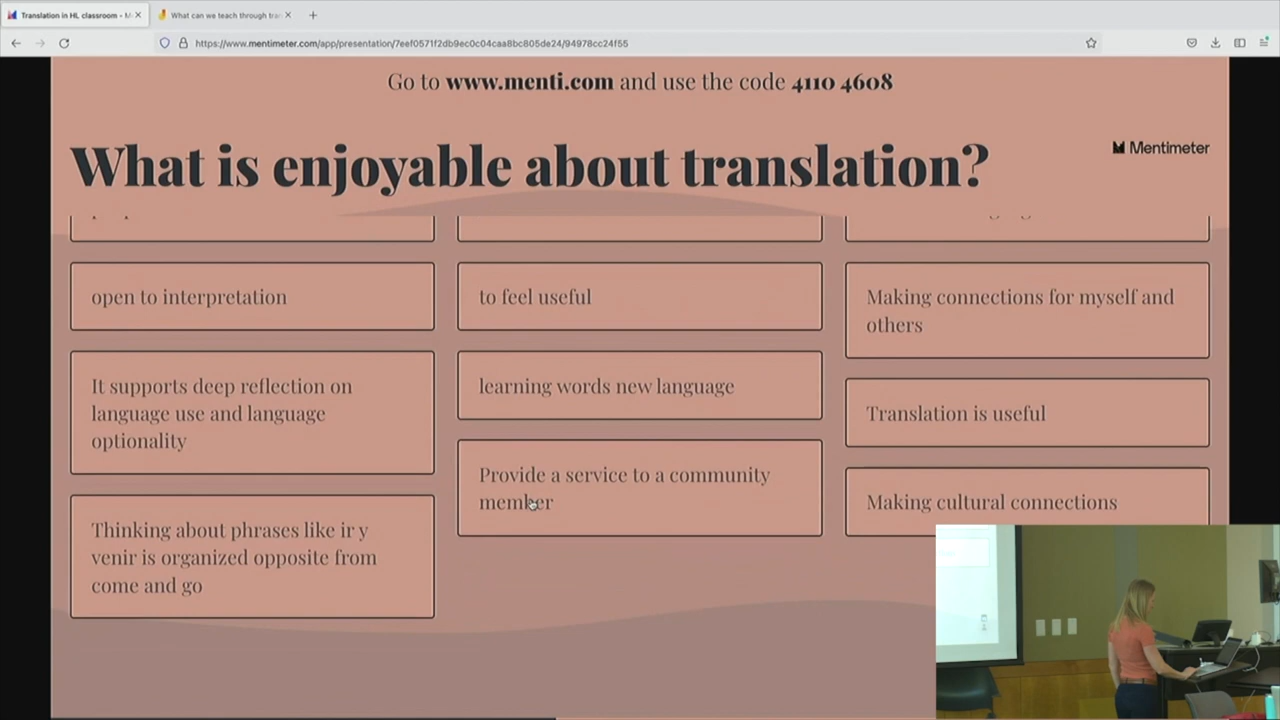 Translation in HL classroom - M
What can we teach through tran
https://www.mentimeter.com/app/presentation/7eef0571f2db9ec0c04caa8bc805de24/94978cc24f55
Go to www.menti.com and use the code 4110 4608
What is enjoyable about translation?
Mentimeter
open to interpretation
It supports deep reflection on
language use and language
optionality
Thinking about phrases like ir y
venir is organized opposite from
come and go
to feel useful
learning words new language
Provide a service to a community
member
Making connections for myself and
others
Translation is useful
Making cultural connections